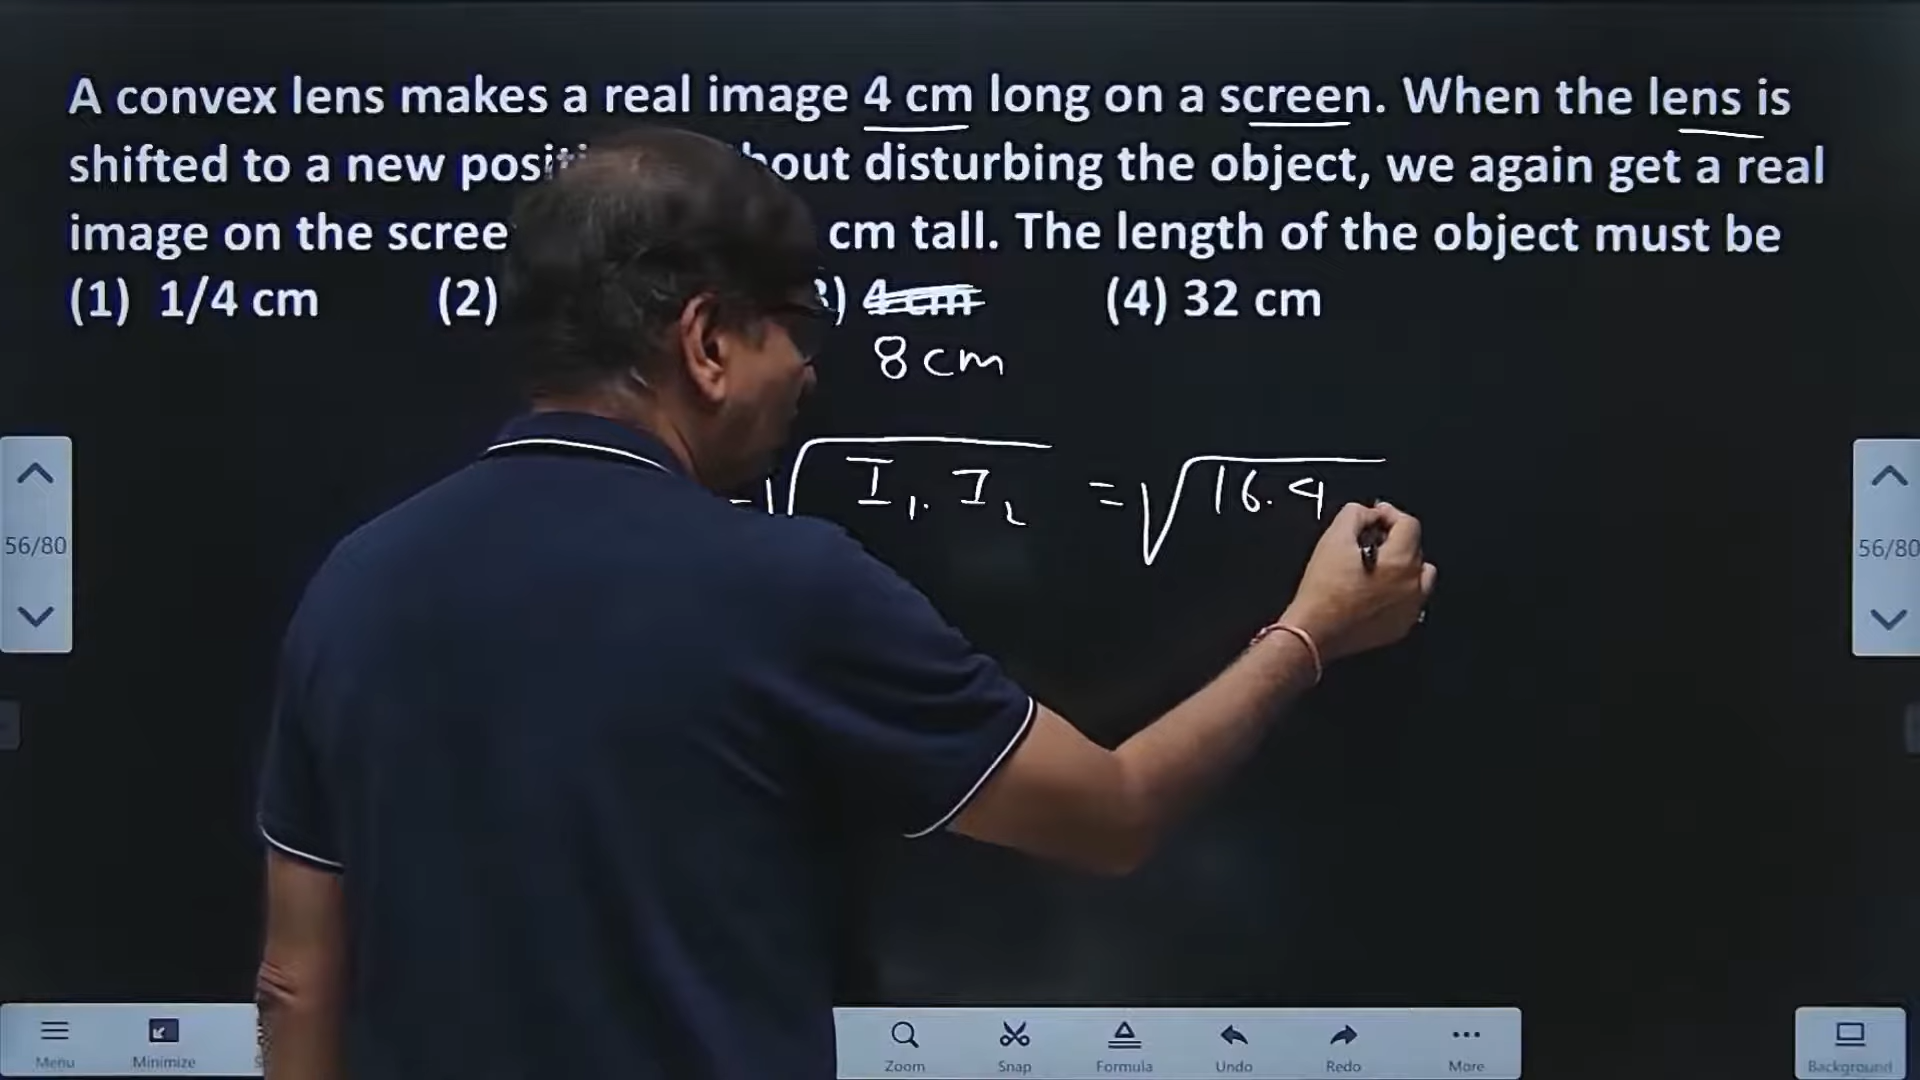 A convex lens makes a real image 4 cm long on a screen. When the lens is
shifted to a new disturbing the object, we again get a real
image on the cm tall. The length of the object must be
(1) 1/4 cm (2) 4 cm (4) 32 cm
8 cm
= √I₁. I₂ = √16.4
56/80
56/80
Menu Minimize Zoom Snap Formula Undo Redo More Background